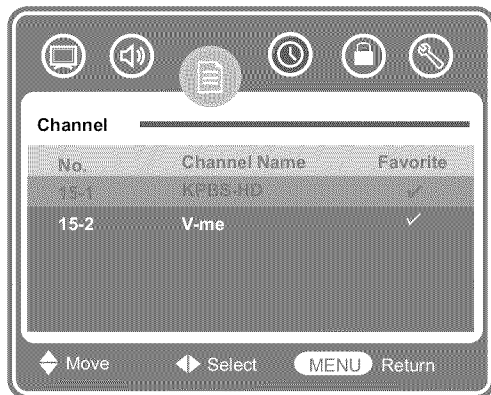 Channel
No. Channel Name Favorite
15-1 KPBS-HD ✓
15-2 V-me ✓
Move Select MENU Return